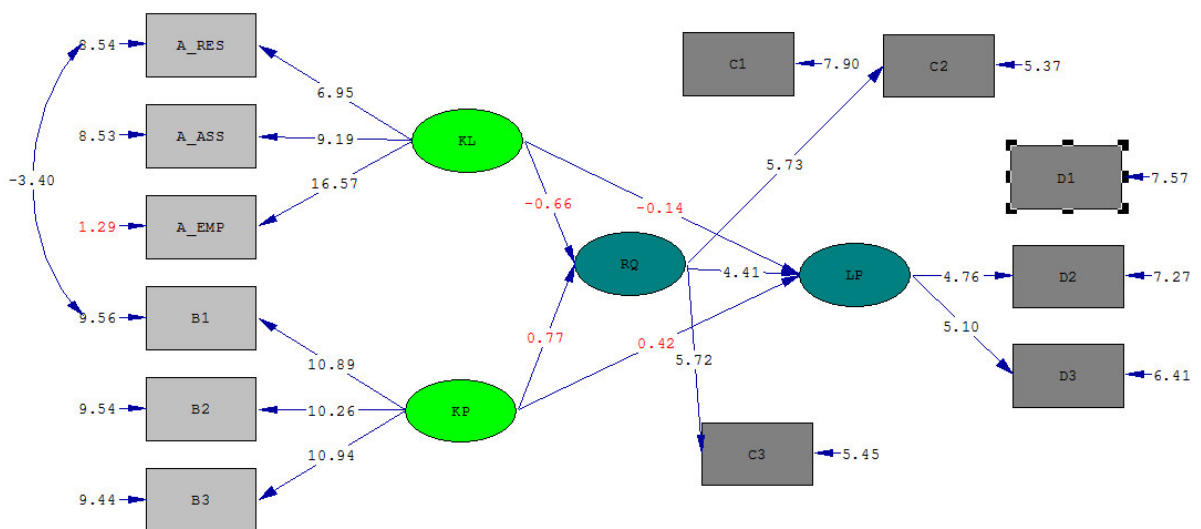 8.54
A_RES
C1
7.90
C2
5.37
6.95
8.53
A_ASS
9.19
KL
5.73
-3.40
16.57
D1
7.57
1.29
A_EMP
-0.66
-0.14
RQ
4.41
LP
4.76
D2
7.27
9.56
B1
5.10
0.77
0.42
10.89
5.72
D3
6.41
9.54
B2
10.26
KP
10.94
C3
5.45
9.44
B3